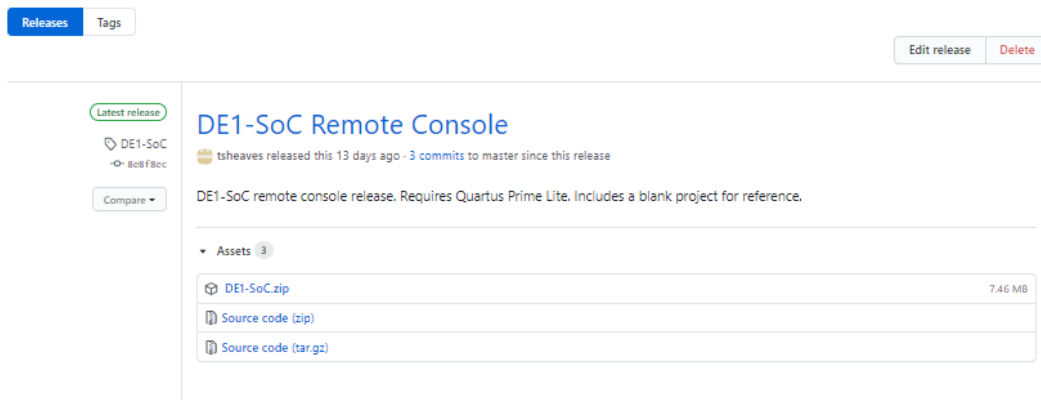 Releases Tags
Edit release Delete
Latest release
DE1-SoC
8e8f8ec
Compare
DE1-SoC Remote Console
tsheaves released this 13 days ago · 3 commits to master since this release
DE1-SoC remote console release. Requires Quartus Prime Lite. Includes a blank project for reference.
Assets 3
DE1-SoC.zip 7.46 MB
Source code (zip)
Source code (tar.gz)